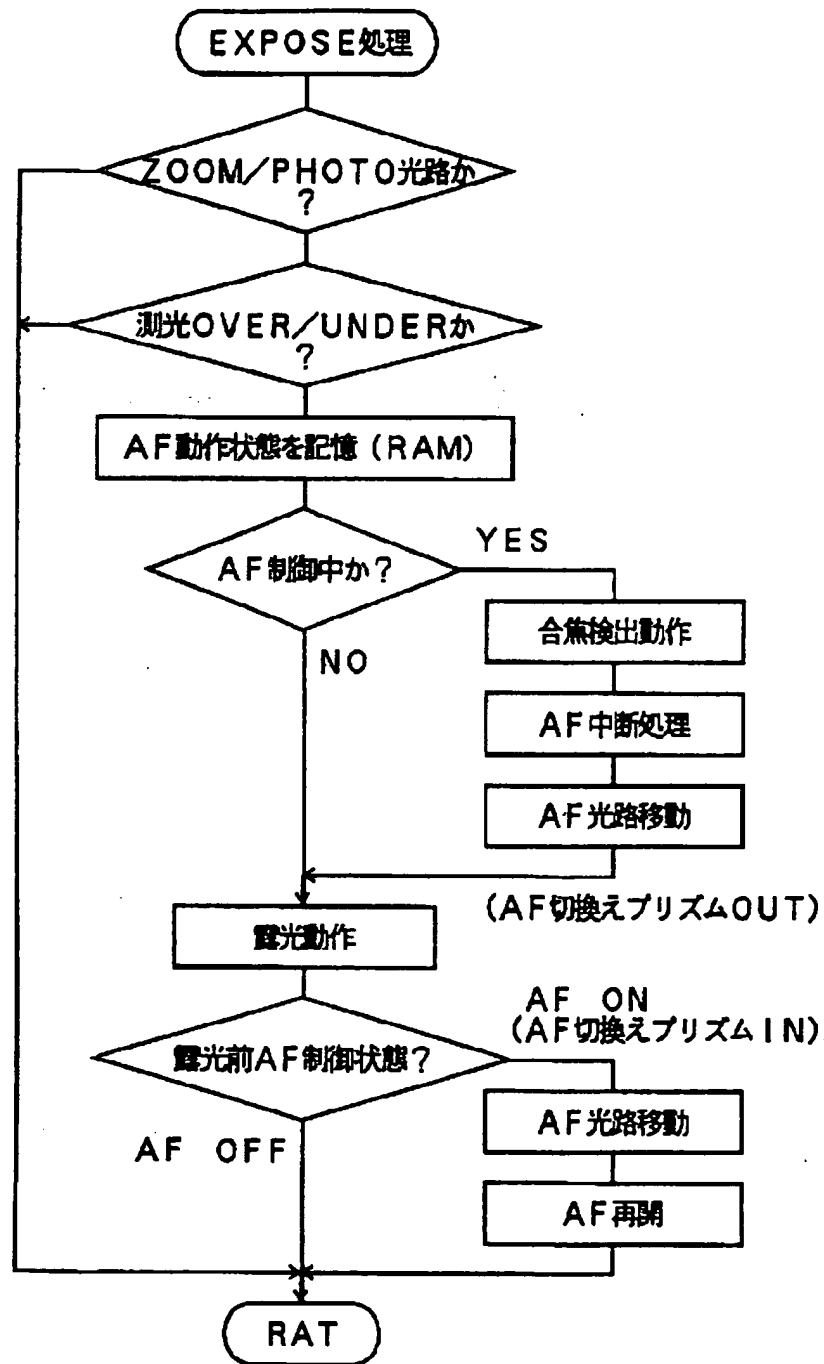 EXPOSE処理
ZOOM/PHOTO光路か
?
測光OVER/UNDERか
?
AF動作状態を記憶(RAM)
AF制御中か?
YES
NO
合焦検出動作
AF中断処理
AF光路移動
(AF切換えプリズムOUT)
露光動作
露光前AF制御状態?
AF ON
(AF切換えプリズムIN)
AF OFF
AF光路移動
AF再開
RAT